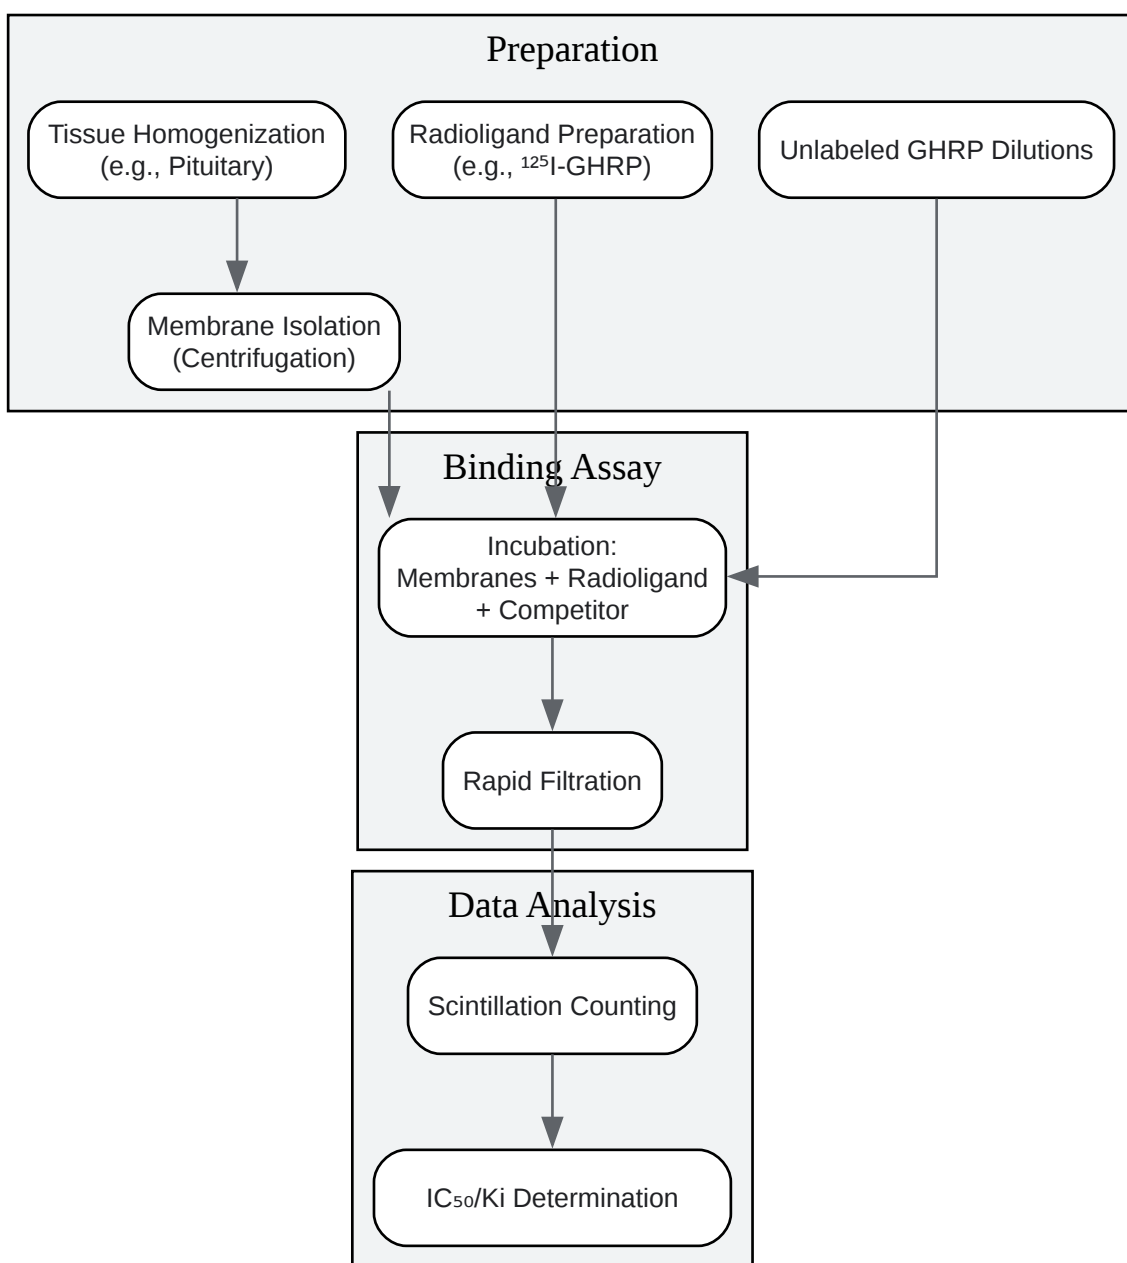 Preparation
Tissue Homogenization
(e.g., Pituitary)
Radioligand Preparation
(e.g., ¹²⁵I-GHRP)
Unlabeled GHRP Dilutions
Membrane Isolation
(Centrifugation)
Binding Assay
Incubation:
Membranes + Radioligand
+ Competitor
Rapid Filtration
Data Analysis
Scintillation Counting
IC₅₀/Ki Determination